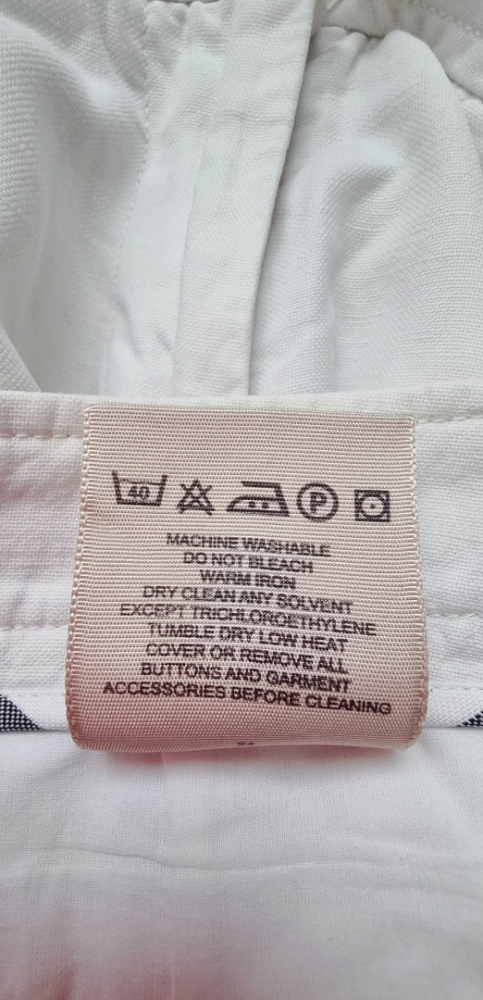 40 P
MACHINE WASHABLE
DO NOT BLEACH
WARM IRON
DRY CLEAN ANY SOLVENT
EXCEPT TRICHLOROETHYLENE
TUMBLE DRY LOW HEAT
COVER OR REMOVE ALL
BUTTONS AND GARMENT
ACCESSORIES BEFORE CLEANING